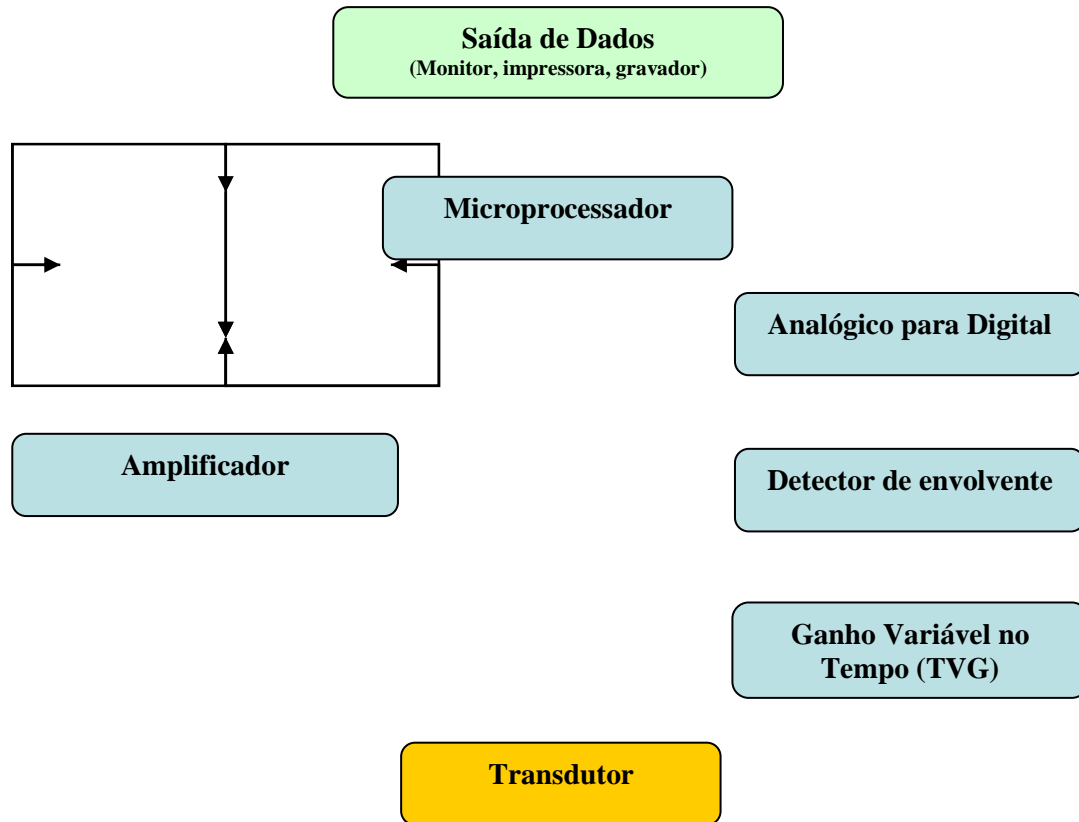 Saída de Dados
(Monitor, impressora, gravador)
Microprocessador
Analógico para Digital
Amplificador
Detector de envolvente
Ganho Variável no
Tempo (TVG)
Transdutor